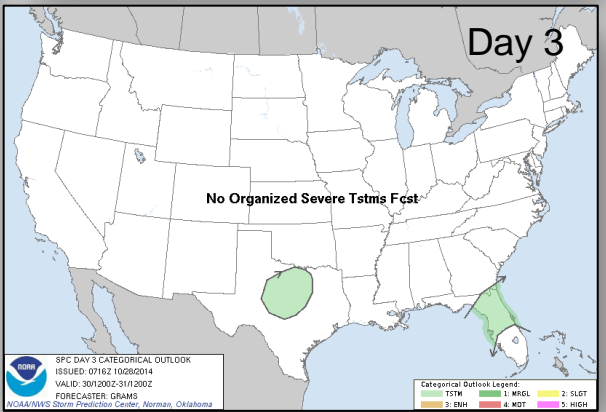 Day 3
No Organized Severe Tstms Fcst
NOAA
SPC DAY 3 CATEGORICAL OUTLOOK
ISSUED: 0716Z 10/28/2014
VALID: 30/1200Z-31/1200Z
FORECASTER: GRAMS
NOAA/NWS Storm Prediction Center, Norman, Oklahoma
Categorical Outlook Legend:
TSTM 1: MRGL 2: SLGT
3: ENH 4: MDT 5: HIGH